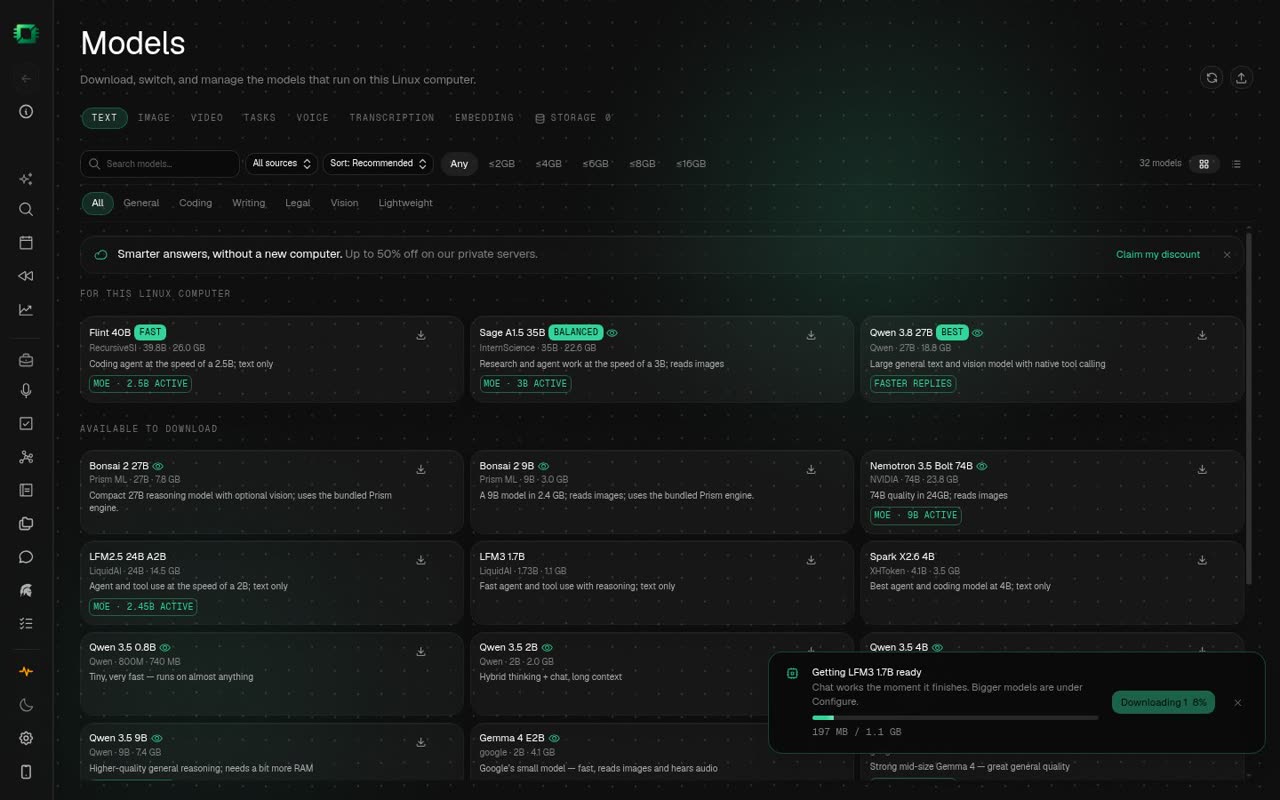 Models
Download, switch, and manage the models that run on this Linux computer.
TEXT IMAGE VIDEO TASKS VOICE TRANSCRIPTION EMBEDDING STORAGE 0
Search models... All sources Sort: Recommended Any ≤2GB ≤4GB ≤6GB ≤8GB ≤16GB 32 models
All General Coding Writing Legal Vision Lightweight
Smarter answers, without a new computer. Up to 50% off on our private servers. Claim my discount
FOR THIS LINUX COMPUTER
Flint 40B FAST
RecursiveSI · 39.8B · 26.0 GB
Coding agent at the speed of a 2.5B; text only
MOE · 2.5B ACTIVE
Sage A1.5 35B BALANCED
InternScience · 35B · 22.6 GB
Research and agent work at the speed of a 3B; reads images
MOE · 3B ACTIVE
Qwen 3.8 27B BEST
Qwen · 27B · 18.8 GB
Large general text and vision model with native tool calling
FASTER REPLIES
AVAILABLE TO DOWNLOAD
Bonsai 2 27B
Prism ML · 27B · 7.8 GB
Compact 27B reasoning model with optional vision; uses the bundled Prism
engine.
Bonsai 2 9B
Prism ML · 9B · 3.0 GB
A 9B model in 2.4 GB; reads images; uses the bundled Prism engine.
Nemotron 3.5 Bolt 74B
NVIDIA · 74B · 23.8 GB
74B quality in 24GB; reads images
MOE · 9B ACTIVE
LFM2.5 24B A2B
LiquidAI · 24B · 14.5 GB
Agent and tool use at the speed of a 2B; text only
MOE · 2.45B ACTIVE
LFM3 1.7B
LiquidAI · 1.73B · 1.1 GB
Fast agent and tool use with reasoning; text only
Spark X2.6 4B
XHToken · 4.1B · 3.5 GB
Best agent and coding model at 4B; text only
Qwen 3.5 0.8B
Qwen · 800M · 740 MB
Tiny, very fast — runs on almost anything
Qwen 3.5 2B
Qwen · 2B · 2.0 GB
Hybrid thinking + chat, long context
Qwen 3.5 4B
Qwen 3.5 9B
Qwen · 9B · 7.4 GB
Higher-quality general reasoning; needs a bit more RAM
Gemma 4 E2B
google · 2B · 4.1 GB
Google's small model — fast, reads images and hears audio
Strong mid-size Gemma 4 — great general quality
Getting LFM3 1.7B ready
Chat works the moment it finishes. Bigger models are under
Configure.
197 MB / 1.1 GB
Downloading 1 8%